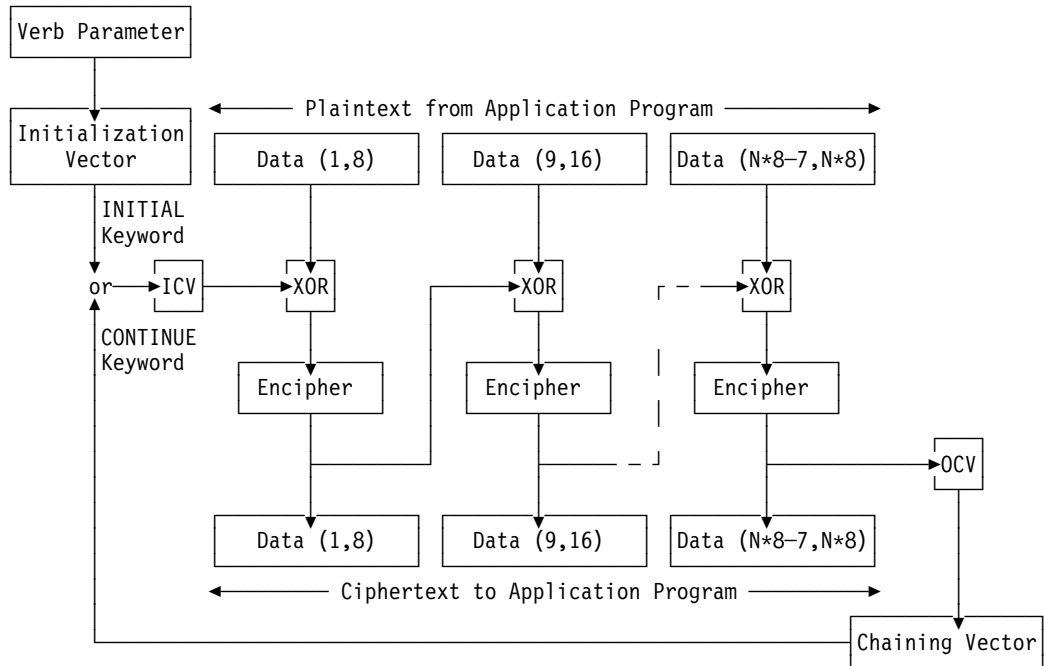 Verb Parameter
Plaintext from Application Program
Initialization
Vector
Data (1,8)
Data (9,16)
Data (N*8–7,N*8)
INITIAL
Keyword
or
ICV
XOR
XOR
XOR
CONTINUE
Keyword
Encipher
Encipher
Encipher
OCV
Data (1,8)
Data (9,16)
Data (N*8–7,N*8)
Ciphertext to Application Program
Chaining Vector